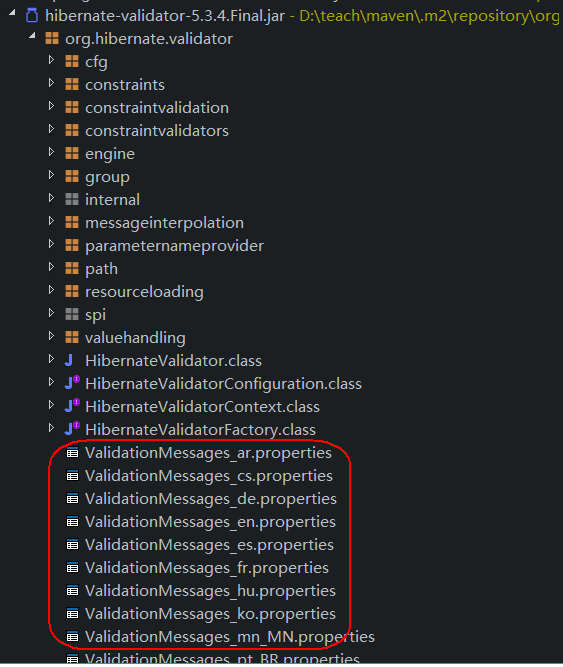 hibernate-validator-5.3.4.Final.jar - D:\teach\maven\.m2\repository\org
org.hibernate.validator
cfg
constraints
constraintvalidation
constraintvalidators
engine
group
internal
messageinterpolation
parameternameprovider
path
resourceloading
spi
valuehandling
HibernateValidator.class
HibernateValidatorConfiguration.class
HibernateValidatorContext.class
HibernateValidatorFactory.class
ValidationMessages_ar.properties
ValidationMessages_cs.properties
ValidationMessages_de.properties
ValidationMessages_en.properties
ValidationMessages_es.properties
ValidationMessages_fr.properties
ValidationMessages_hu.properties
ValidationMessages_ko.properties
ValidationMessages_mn_MN.properties
ValidationMessages_pt_BR.properties